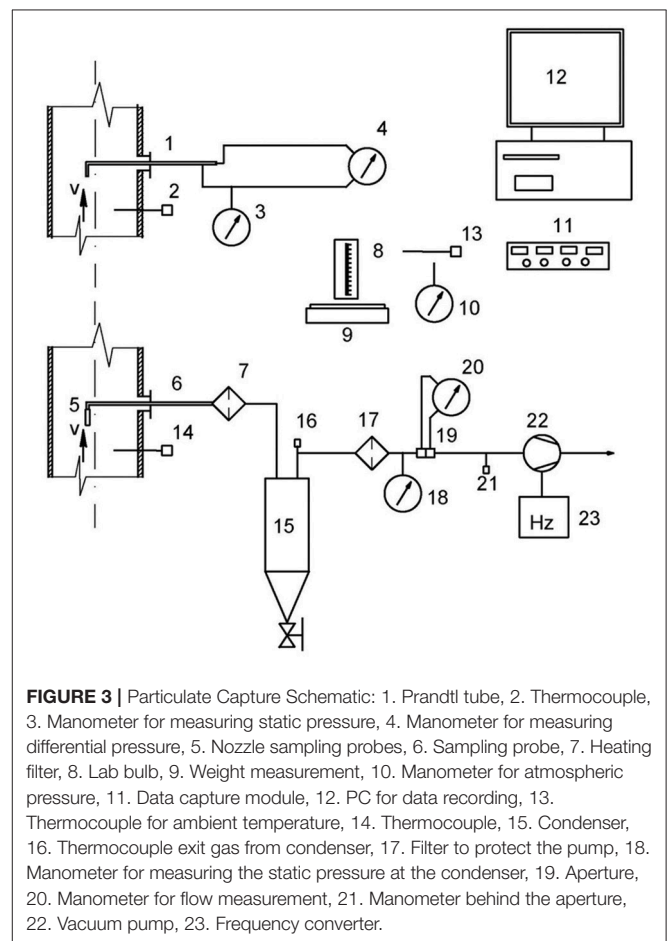 12
1
4
V
2
3
11
8
13
10
9
7
6
20
5
16
17
22
V
14
19
21
18
15
Hz
23
FIGURE 3 | Particulate Capture Schematic: 1. Prandtl tube, 2. Thermocouple,
3. Manometer for measuring static pressure, 4. Manometer for measuring
differential pressure, 5. Nozzle sampling probes, 6. Sampling probe, 7. Heating
filter, 8. Lab bulb, 9. Weight measurement, 10. Manometer for atmospheric
pressure, 11. Data capture module, 12. PC for data recording, 13.
Thermocouple for ambient temperature, 14. Thermocouple, 15. Condenser,
16. Thermocouple exit gas from condenser, 17. Filter to protect the pump, 18.
Manometer for measuring the static pressure at the condenser, 19. Aperture,
20. Manometer for flow measurement, 21. Manometer behind the aperture,
22. Vacuum pump, 23. Frequency converter.